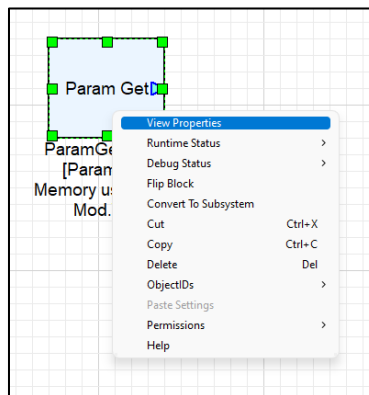 Param Get
View Properties
Runtime Status
Debug Status
Flip Block
Convert To Subsystem
Cut Ctrl+X
Copy Ctrl+C
Delete Del
ObjectIDs
Paste Settings
Permissions
Help
ParamGe
[Param
Memory us
Mod.